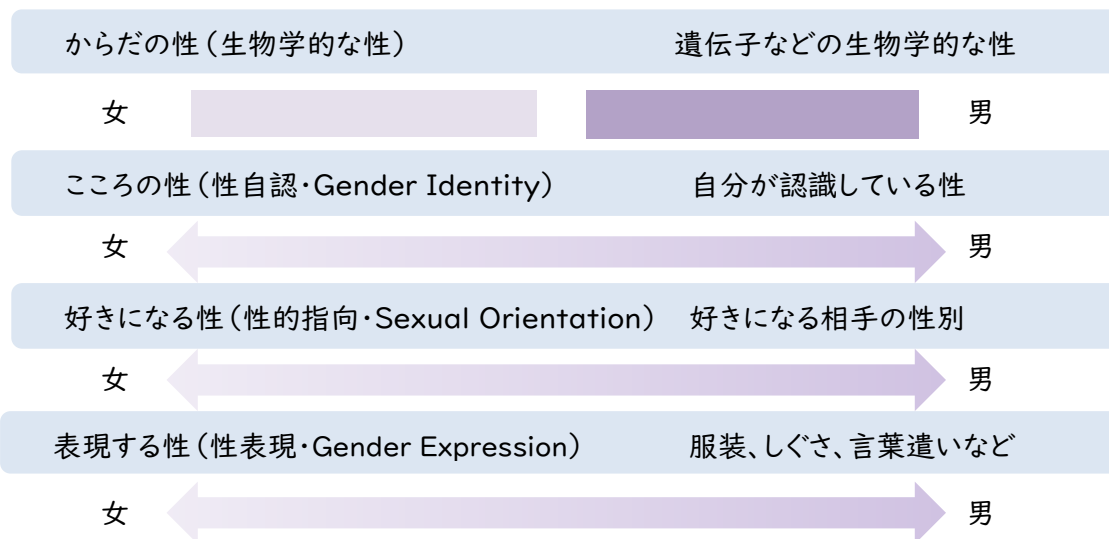 からだの性(生物学的な性) 遺伝子などの生物学的な性
女 男
こころの性(性自認・Gender Identity) 自分が認識している性
女 男
好きになる性(性的指向・Sexual Orientation) 好きになる相手の性別
女 男
表現する性(性表現・Gender Expression) 服装、しぐさ、言葉遣いなど
女 男